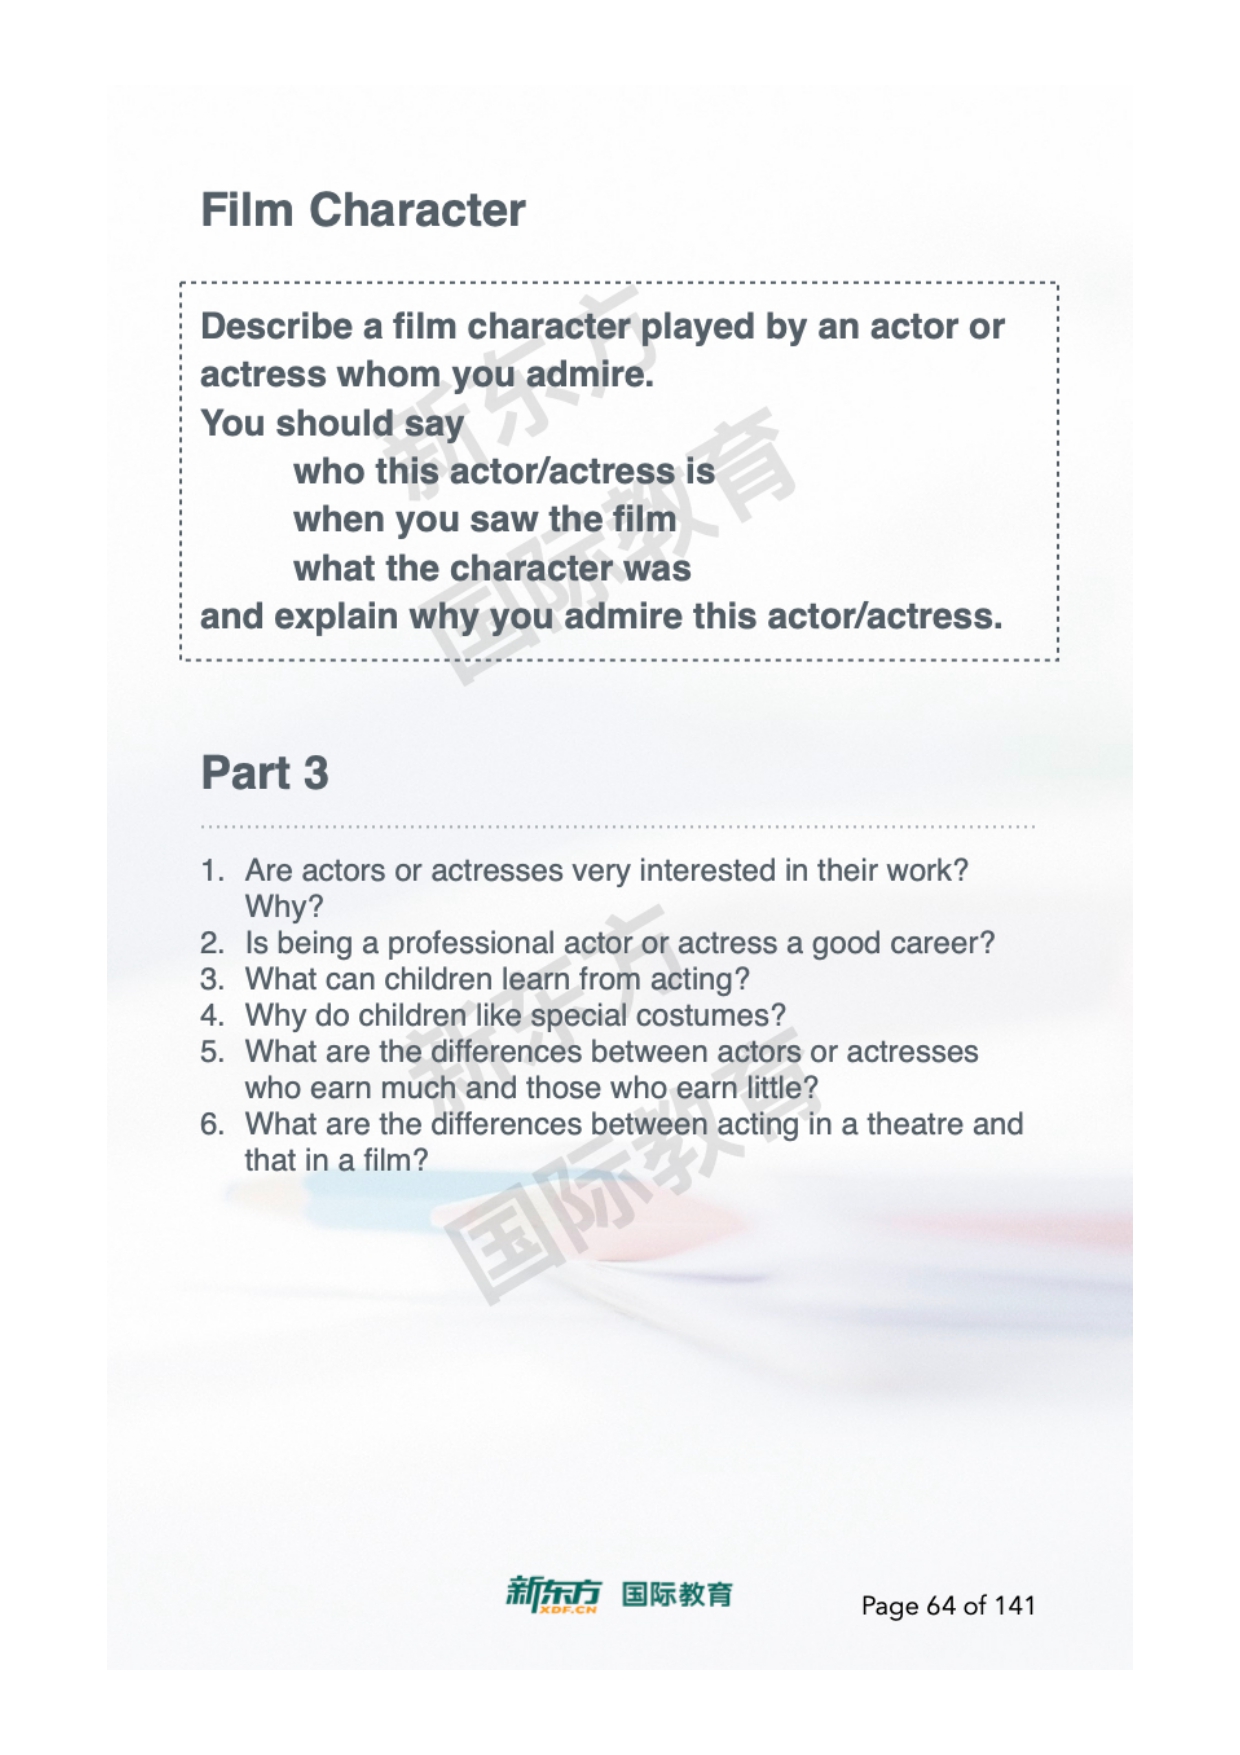 Film Character
Describe a film character played by an actor or
actress whom you admire.
You should say
who this actor/actress is
when you saw the film
what the character was
and explain why you admire this actor/actress.
新东方
国际教育
Part 3
1. Are actors or actresses very interested in their work?
Why?
2. Is being a professional actor or actress a good career?
3. What can children learn from acting?
4. Why do children like special costumes?
5. What are the differences between actors or actresses
who earn much and those who earn little?
6. What are the differences between acting in a theatre and
that in a film?
新东方
国际教育
新东方 国际教育
XDF.CN
Page 64 of 141